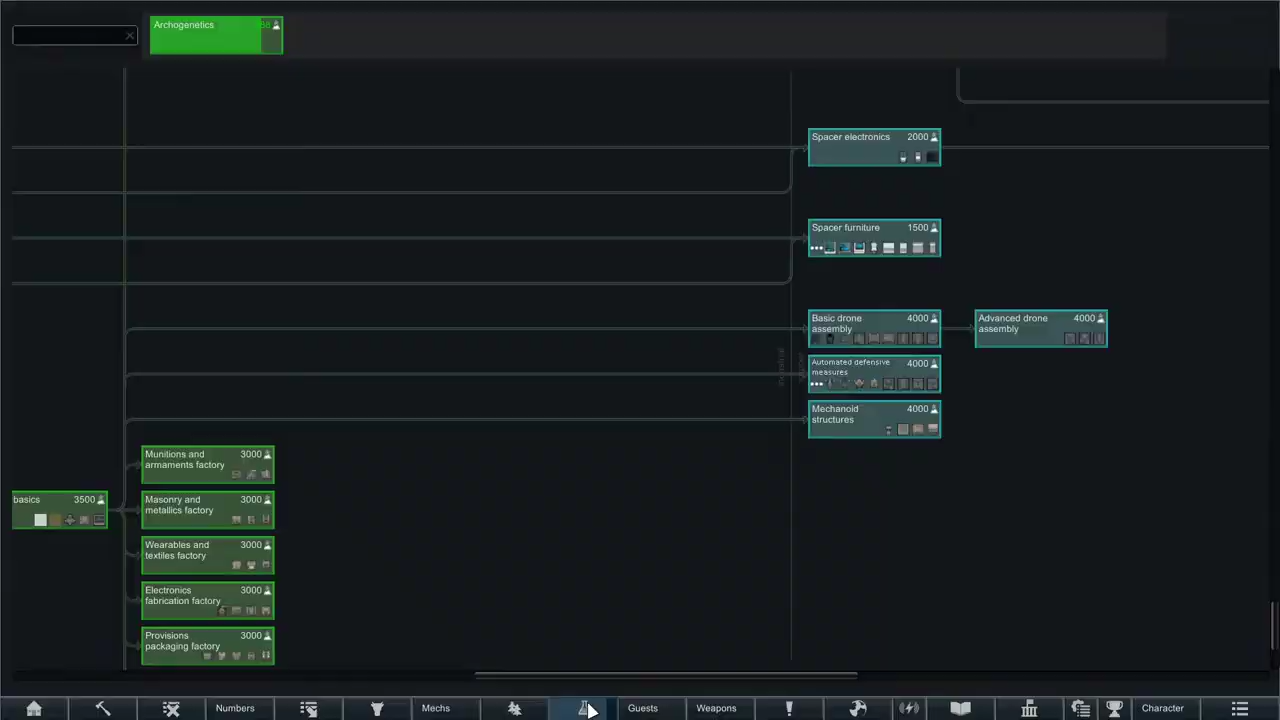 Archogenetics
Spacer electronics 2000
Spacer furniture 1500
Basic drone 4000
assembly
Advanced drone 4000
assembly
Automated defensive 4000
measures
Mechanoid 4000
structures
Munitions and 3000
armaments factory
basics 3500
Masonry and 3000
metallics factory
Wearables and 3000
textiles factory
Electronics 3000
fabrication factory
Provisions 3000
packaging factory
Numbers
Mechs
Guests
Weapons
Character